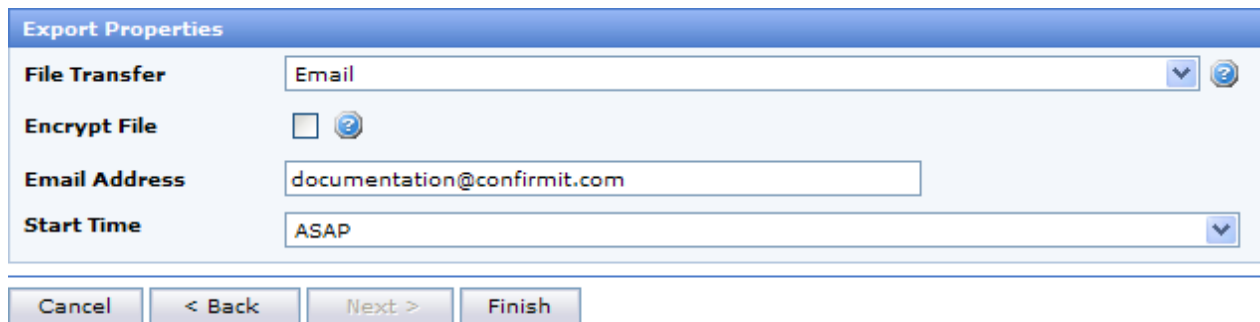 Export Properties
File Transfer Email
Encrypt File
Email Address documentation@confirmit.com
Start Time ASAP
Cancel < Back Next > Finish